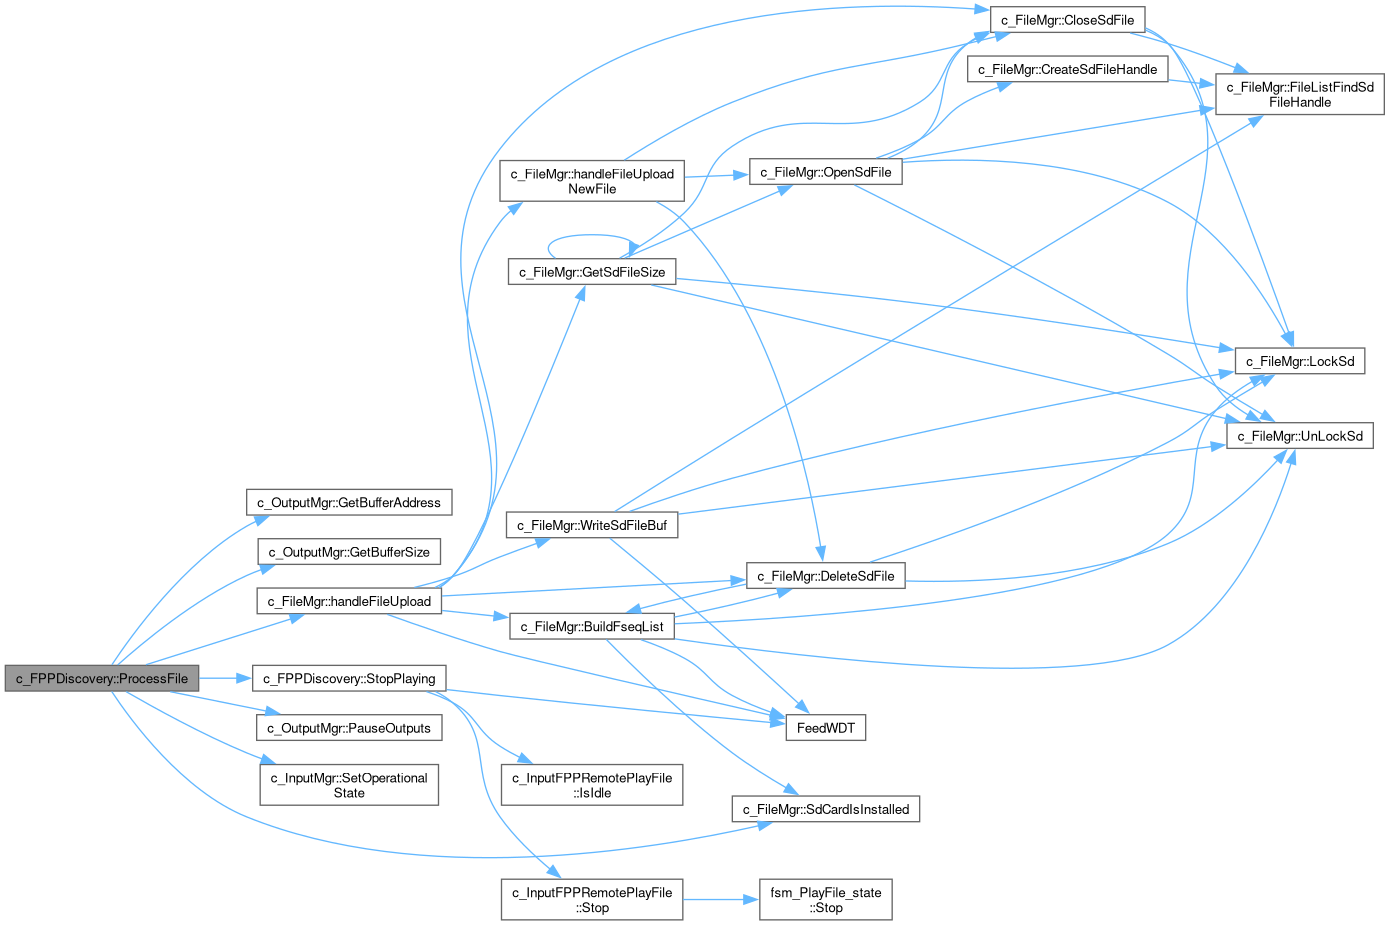 c_FileMgr::CloseSdFile
c_FileMgr::CreateSdFileHandle
c_FileMgr::FileListFindSd
FileHandle
c_FileMgr::handleFileUpload
NewFile
c_FileMgr::OpenSdFile
c_FileMgr::GetSdFileSize
c_FileMgr::LockSd
c_FileMgr::UnLockSd
c_OutputMgr::GetBufferAddress
c_FileMgr::WriteSdFileBuf
c_OutputMgr::GetBufferSize
c_FileMgr::DeleteSdFile
c_FileMgr::handleFileUpload
c_FileMgr::BuildFseqList
c_FPPDiscovery::ProcessFile
c_FPPDiscovery::StopPlaying
c_OutputMgr::PauseOutputs
FeedWDT
c_InputMgr::SetOperational
State
c_InputFPPRemotePlayFile
::IsIdle
c_FileMgr::SdCardIsInstalled
c_InputFPPRemotePlayFile
::Stop
fsm_PlayFile_state
::Stop